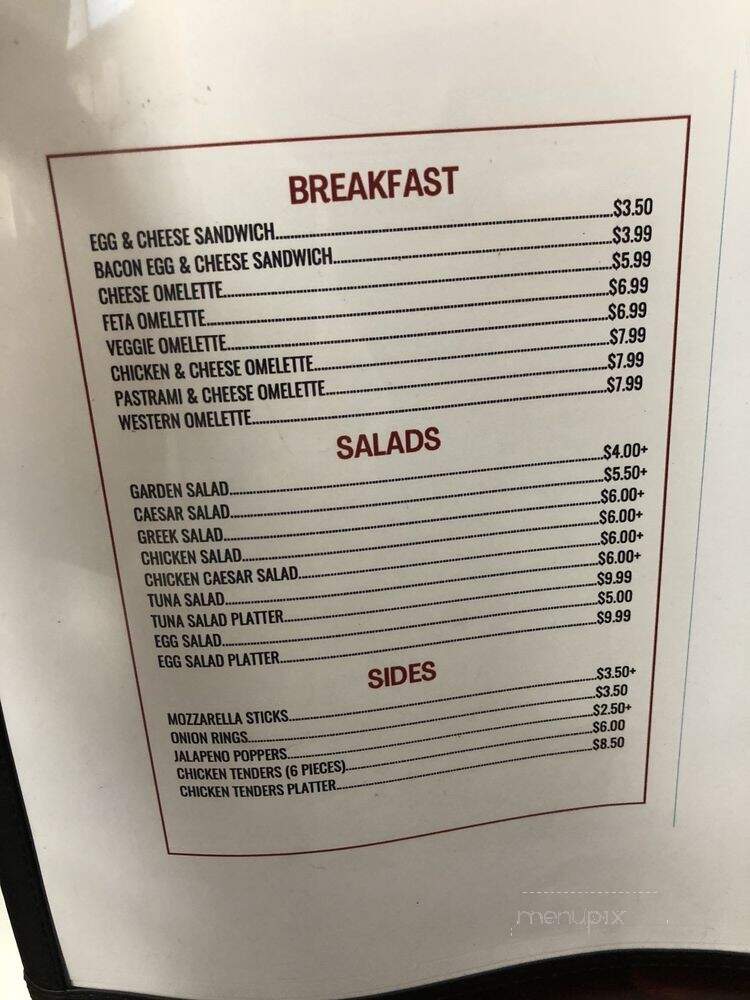 BREAKFAST
EGG & CHEESE SANDWICH........$3.50
BACON EGG & CHEESE SANDWICH........$3.99
CHEESE OMELETTE........$5.99
FETA OMELETTE........$6.99
VEGGIE OMELETTE........$6.99
CHICKEN & CHEESE OMELETTE........$7.99
PASTRAMI & CHEESE OMELETTE........$7.99
WESTERN OMELETTE........$7.99
SALADS
GARDEN SALAD........$4.00+
CAESAR SALAD........$5.50+
GREEK SALAD........$6.00+
CHICKEN SALAD........$6.00+
CHICKEN CAESAR SALAD........$6.00+
TUNA SALAD........$6.00+
TUNA SALAD PLATTER........$9.99
EGG SALAD........$5.00
EGG SALAD PLATTER........$9.99
SIDES
MOZZARELLA STICKS........$3.50+
ONION RINGS........$3.50
JALAPENO POPPERS........$2.50+
CHICKEN TENDERS (6 PIECES)........$6.00
CHICKEN TENDERS PLATTER........$8.50
menupix